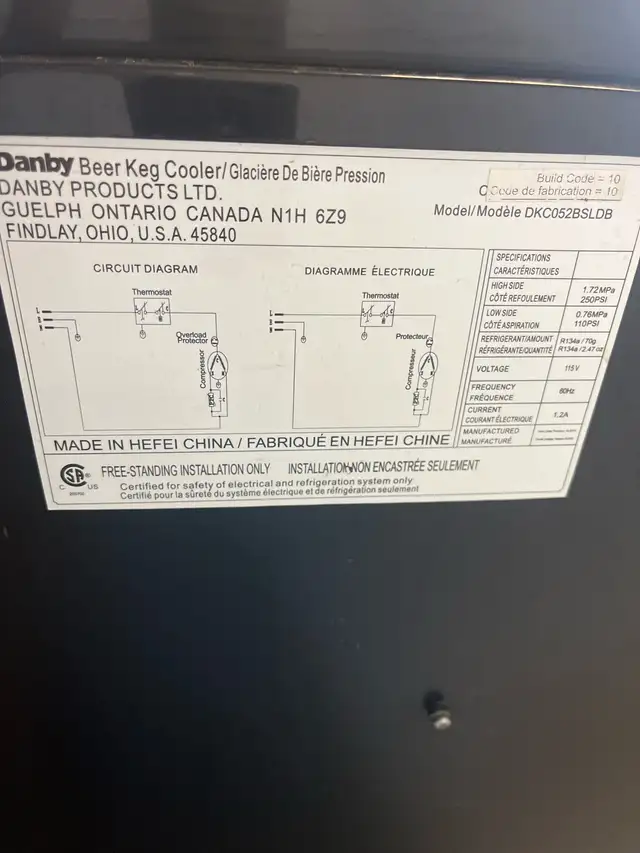 Danby Beer Keg Cooler/Glacière De Bière Pression
DANBY PRODUCTS LTD.
GUELPH ONTARIO CANADA N1H 6Z9
FINDLAY, OHIO, U.S.A. 45840
Build Code = 10
Code de fabrication = 10
Model/Modèle DKC052BSLDB
CIRCUIT DIAGRAM
Thermostat
Overload
Protector
Compressor
DIAGRAMME ÉLECTRIQUE
Thermostat
Protecteur
Compresseur
SPECIFICATIONS
CARACTÉRISTIQUES
HIGH SIDE 1.72MPa
CÔTÉ REFOULEMENT 250PSI
LOW SIDE 0.76MPa
CÔTÉ ASPIRATION 110PSI
REFRIGERANT/AMOUNT R134a / 70g
RÉFRIGÉRANTE/QUANTITÉ R134a / 2.47 oz
VOLTAGE 115V
FREQUENCY 60Hz
FRÉQUENCE
CURRENT 1.2A
COURANT ÉLECTRIQUE
MANUFACTURED
MANUFACTURÉ
MADE IN HEFEI CHINA / FABRIQUÉ EN HEFEI CHINE
C US
FREE-STANDING INSTALLATION ONLY INSTALLATION NON ENCASTRÉE SEULEMENT
Certified for safety of electrical and refrigeration system only
Certifié pour la sûreté du système électrique et de réfrigération seulement